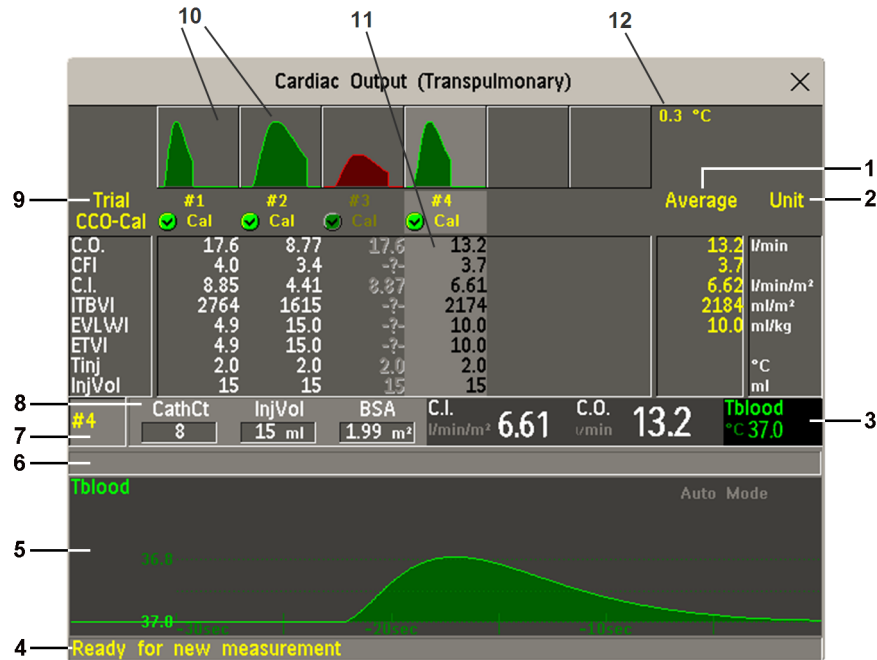 10 11 12
Cardiac Output (Transpulmonary)
0.3 °C
1
9 Trial #1 #2 #3 #4 Average Unit 2
CCO-Cal Cal Cal Cal Cal
C.O. 17.6 8.77 17.6 13.2 13.2 l/min
CFI 4.0 3.4 -?- 3.7 3.7
C.I. 8.85 4.41 8.87 6.61 6.62 l/min/m²
ITBVI 2764 1615 -?- 2174 2184 ml/m²
EVLWI 4.9 15.0 -?- 10.0 10.0 ml/kg
ETVI 4.9 15.0 -?- 10.0
Tinj 2.0 2.0 2.0 2.0 °C
InjVol 15 15 15 15 ml
8 CathCt InjVol BSA C.I. C.O. Tblood
7 #4 8 15 ml 1.99 m² l/min/m² 6.61 l/min 13.2 °C 37.0 3
6
Tblood Auto Mode
5 36.8
37.0 -30sec -20sec -10sec
4 Ready for new measurement